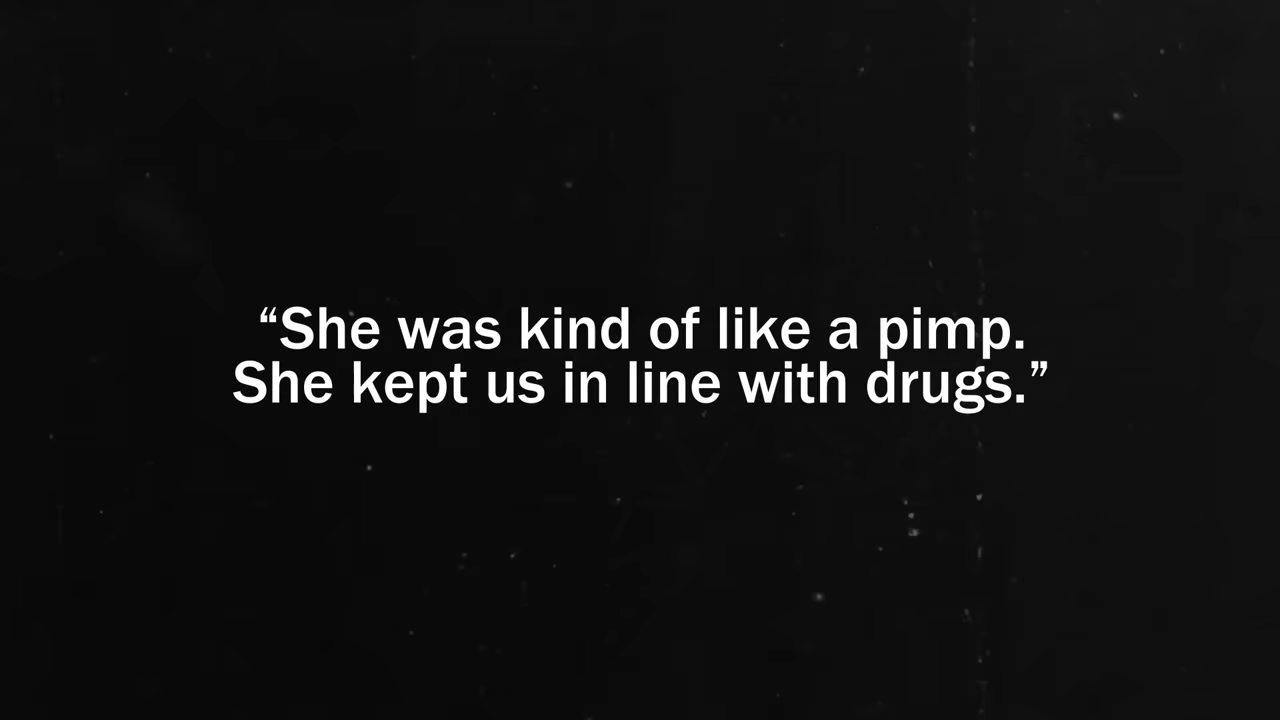 “She was kind of like a pimp.
She kept us in line with drugs.”